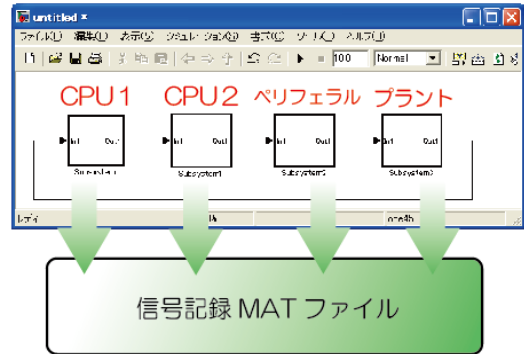 untitled *
ファイル(F) 編集(E) 表示(V) シミュレーション(S) 書式(O) ツール(T) ヘルプ(H)
100 Normal
CPU1 CPU2 ペリフェラル プラント
In1 Out1 In1 Out1 In1 Out1 In1 Out1
Subsystem Subsystem1 Subsystem2 Subsystem3
レディ ode45
信号記録 MAT ファイル